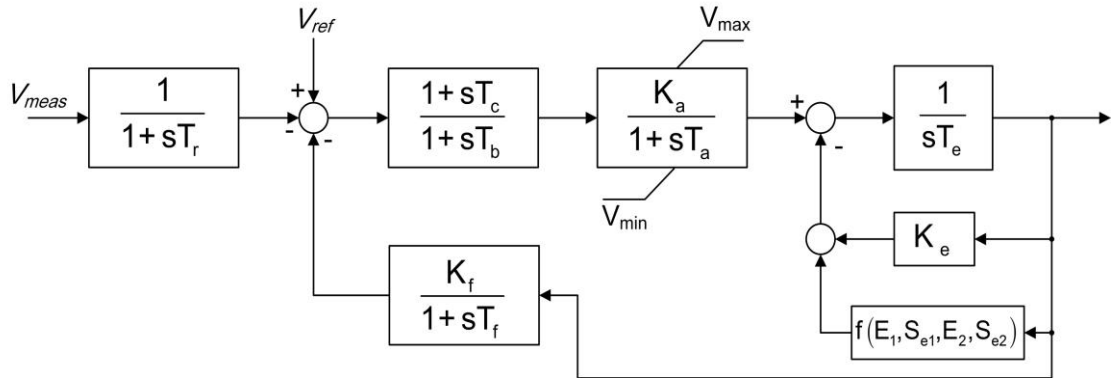 V_ref
V_max
V_meas
1
1 + sT_r
+
-
-
1 + sT_c
1 + sT_b
K_a
1 + sT_a
+
-
1
sT_e
V_min
K_e
K_f
1 + sT_f
f(E_1,S_e1,E_2,S_e2)